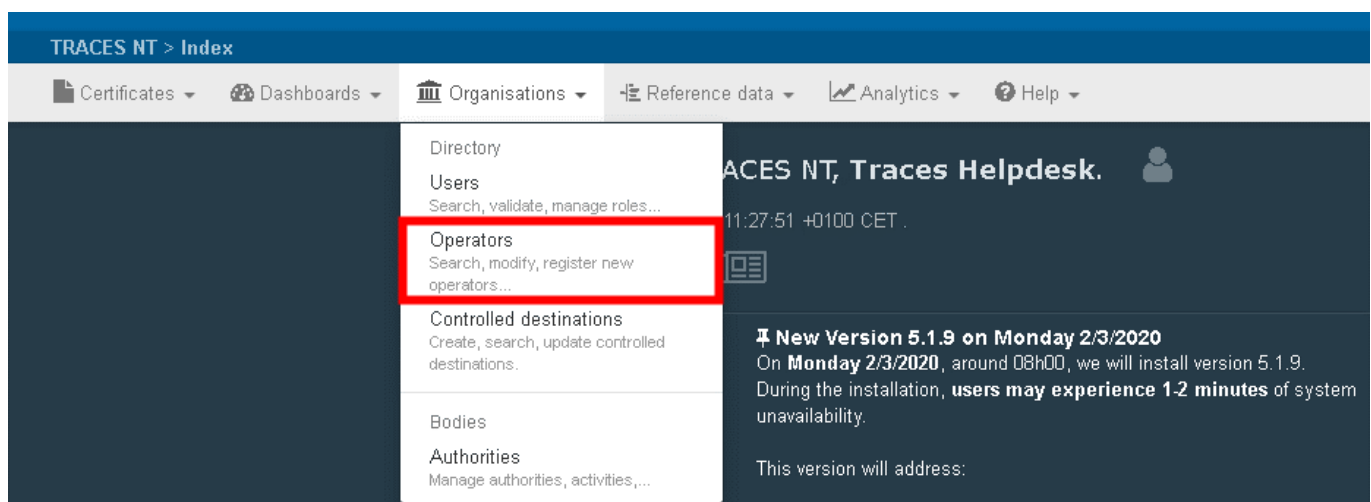 TRACES NT > Index
Certificates Dashboards Organisations Reference data Analytics Help
Directory
Users
Search, validate, manage roles...
Operators
Search, modify, register new
operators...
Controlled destinations
Create, search, update controlled
destinations.
Bodies
Authorities
Manage authorities, activities,...
ACES NT, Traces Helpdesk.
11:27:51 +0100 CET .
New Version 5.1.9 on Monday 2/3/2020
On Monday 2/3/2020, around 08h00, we will install version 5.1.9.
During the installation, users may experience 1-2 minutes of system
unavailability.
This version will address: